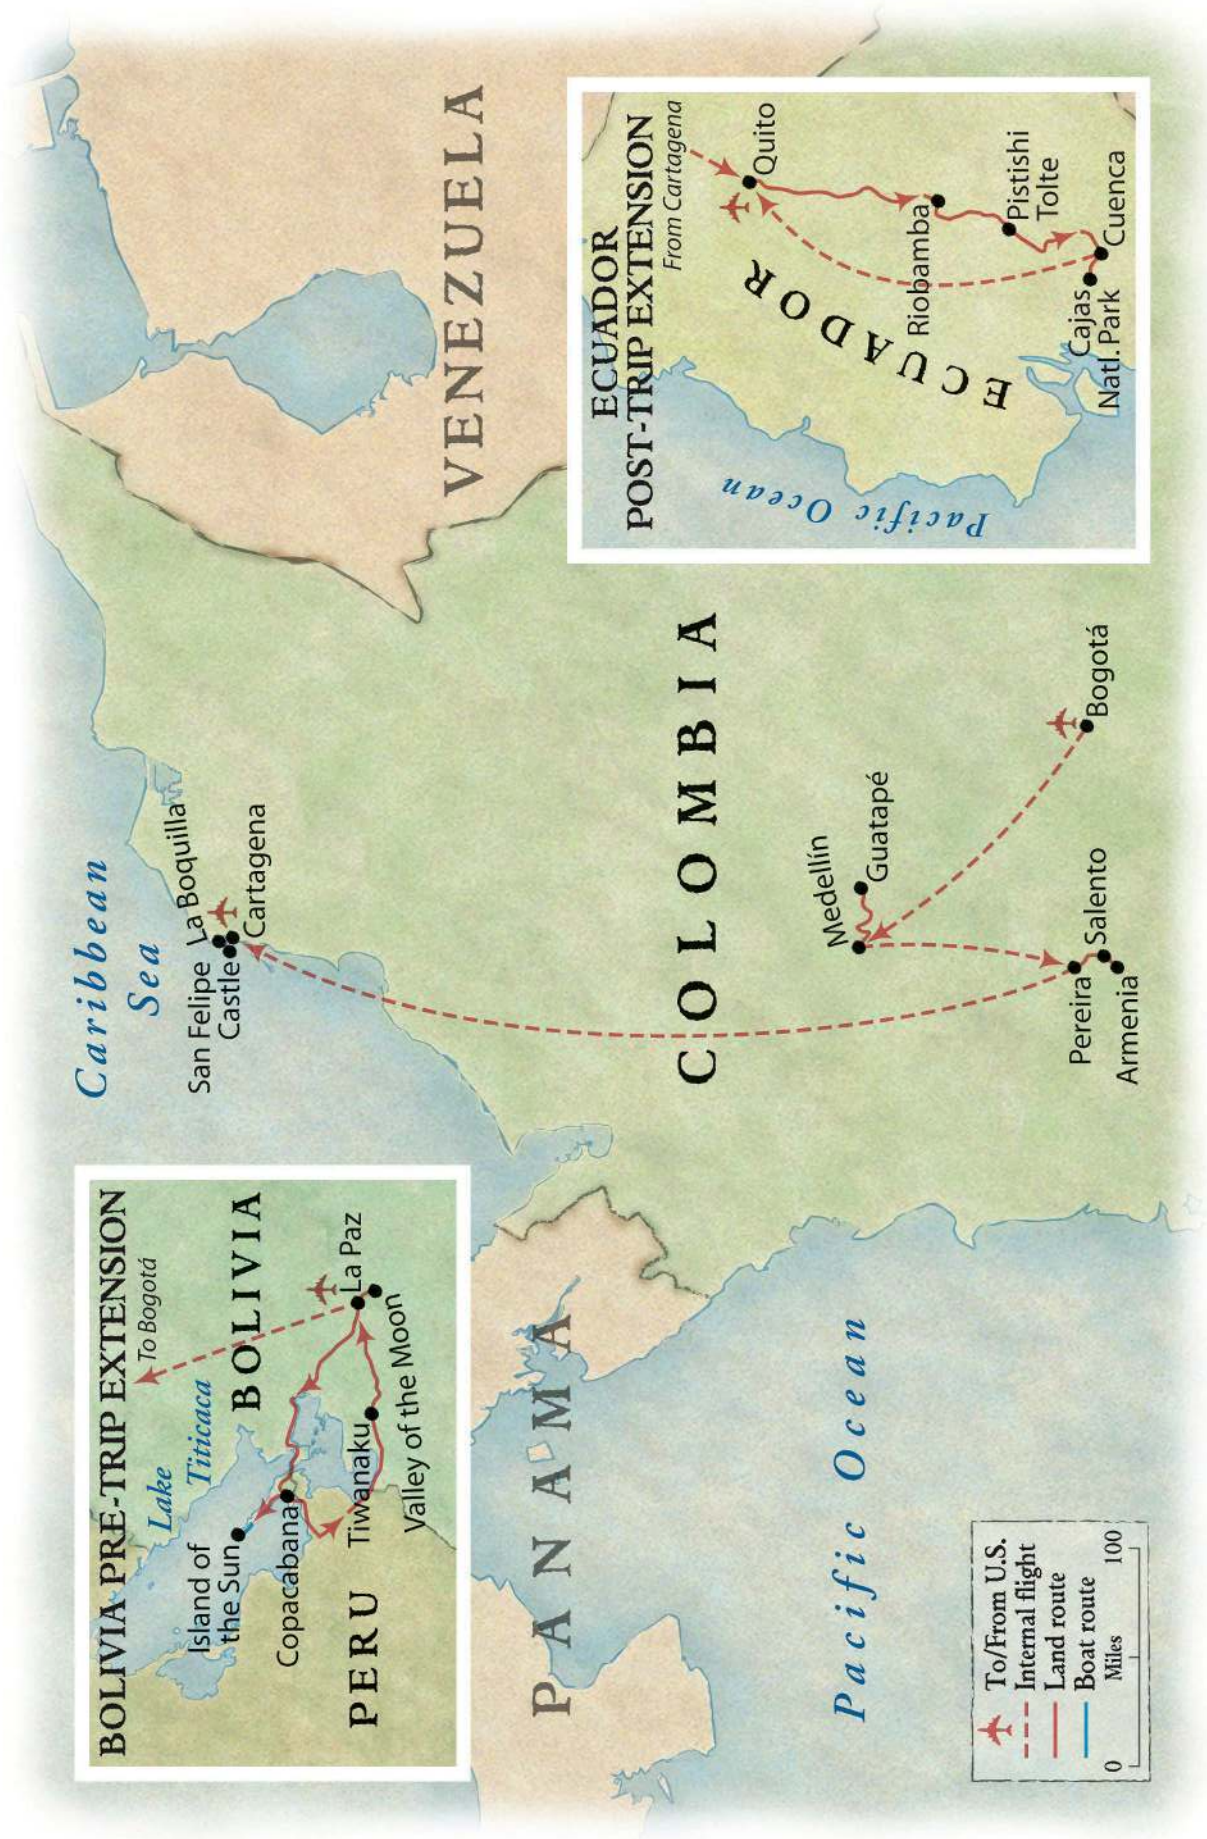 BOLIVIA PRE-TRIP EXTENSION
To Bogotá
Lake
Titicaca
BOLIVIA
Island of
the Sun
Copacabana
La Paz
Tiwanaku
Valley of the Moon
PERU
Caribbean
Sea
San Felipe
Castle
La Boquilla
Cartagena
VENEZUELA
PANAMA
COLOMBIA
Medellín
Guatapé
Pereira
Salento
Armenia
Bogotá
Pacific Ocean
ECUADOR
POST-TRIP EXTENSION
From Cartagena
Quito
ECUADOR
Pacific Ocean
Riobamba
Pistishi
Tolte
Cajas
Natl. Park
Cuenca
To/From U.S.
Internal flight
Land route
Boat route
0 Miles 100